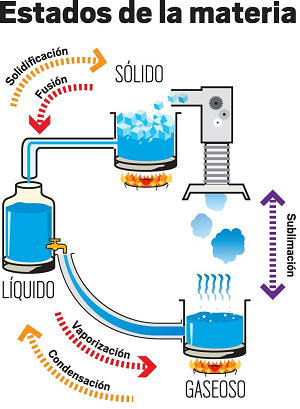 Estados de la materia
Solidificación
Fusión
SÓLIDO
Sublimación
LÍQUIDO
Vaporización
Condensación
GASEOSO